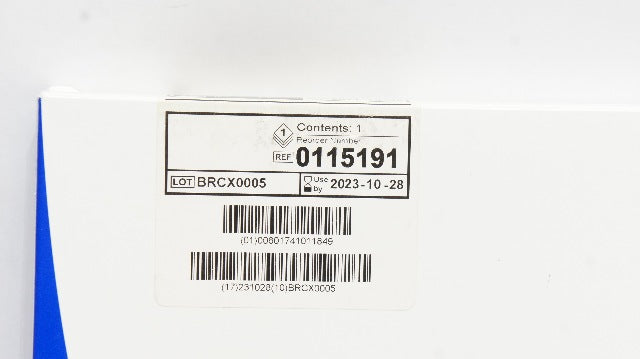 1 Contents: 1
Reorder Number
REF 0115191
LOT BRCX0005
Use by 2023-10-28
(01)00801741011849
(17)231028(10)BRCX0005